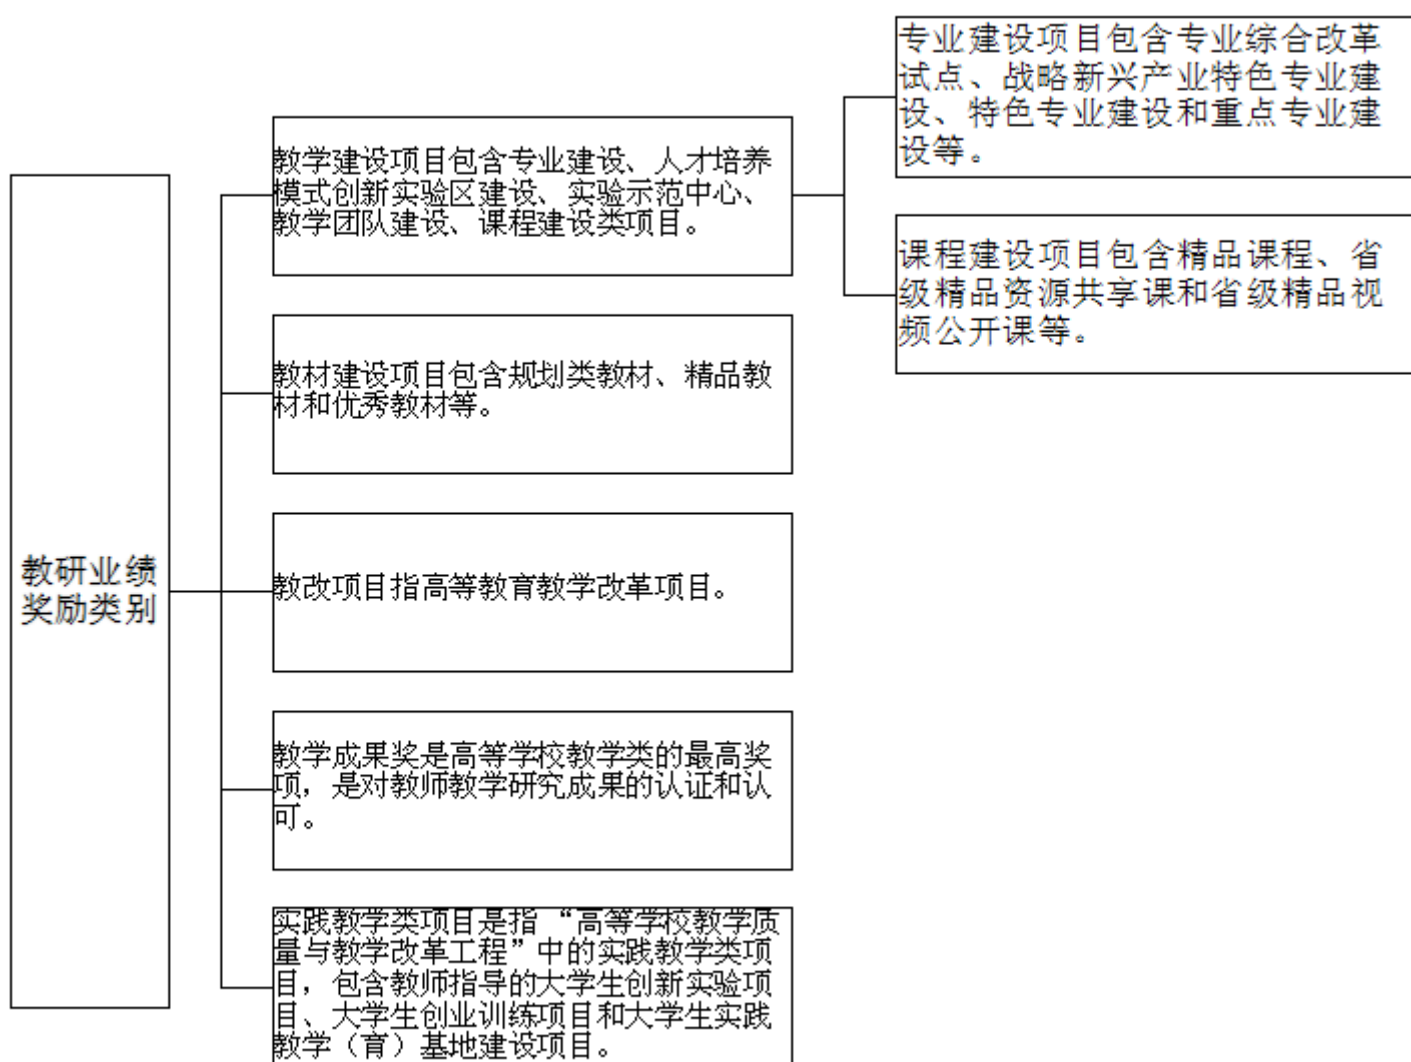 教研业绩
奖励类别
教学建设项目包含专业建设、人才培养
模式创新实验区建设、实验示范中心、
教学团队建设、课程建设类项目。
专业建设项目包含专业综合改革
试点、战略新兴产业特色专业建
设、特色专业建设和重点专业建
设等。
课程建设项目包含精品课程、省
级精品资源共享课和省级精品视
频公开课等。
教材建设项目包含规划类教材、精品教
材和优秀教材等。
教改项目指高等教育教学改革项目。
教学成果奖是高等学校教学类的最高奖
项，是对教师教学研究成果的认证和认
可。
实践教学类项目是指“高等学校教学质
量与教学改革工程”中的实践教学类项
目，包含教师指导的大学生创新实验项
目、大学生创业训练项目和大学生实践
教学（育）基地建设项目。